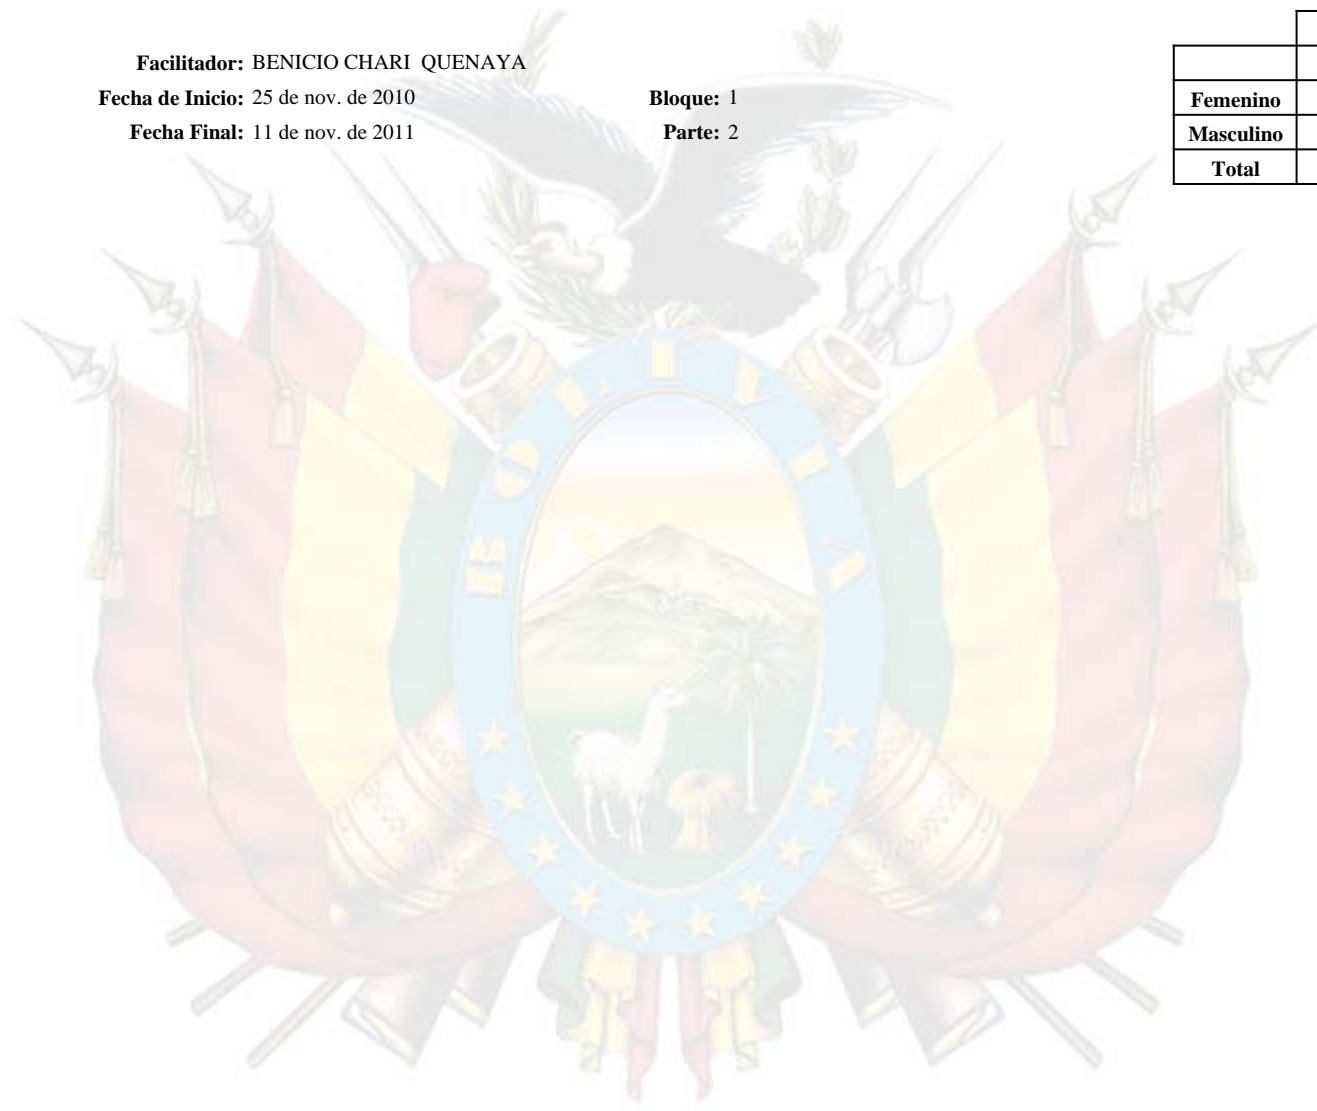 Facilitador: BENICIO CHARI QUENAYA
Fecha de Inicio: 25 de nov. de 2010 Bloque: 1
Fecha Final: 11 de nov. de 2011 Parte: 2
Femenino
Masculino
Total
BOLIVIA